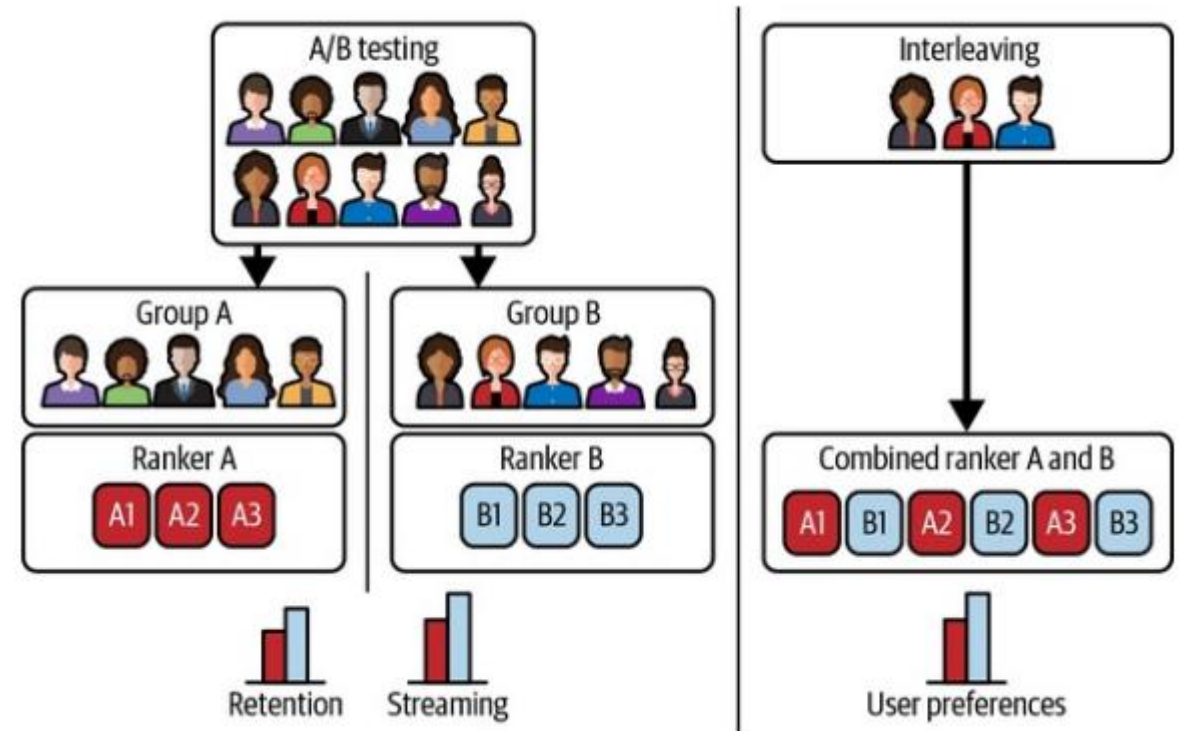 A/B testing
Group A
Group B
Ranker A
A1 A2 A3
Ranker B
B1 B2 B3
Retention
Streaming
Interleaving
Combined ranker A and B
A1 B1 A2 B2 A3 B3
User preferences